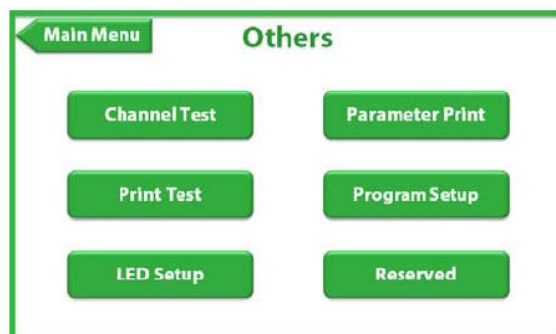 Main Menu
Others
Channel Test
Parameter Print
Print Test
Program Setup
LED Setup
Reserved